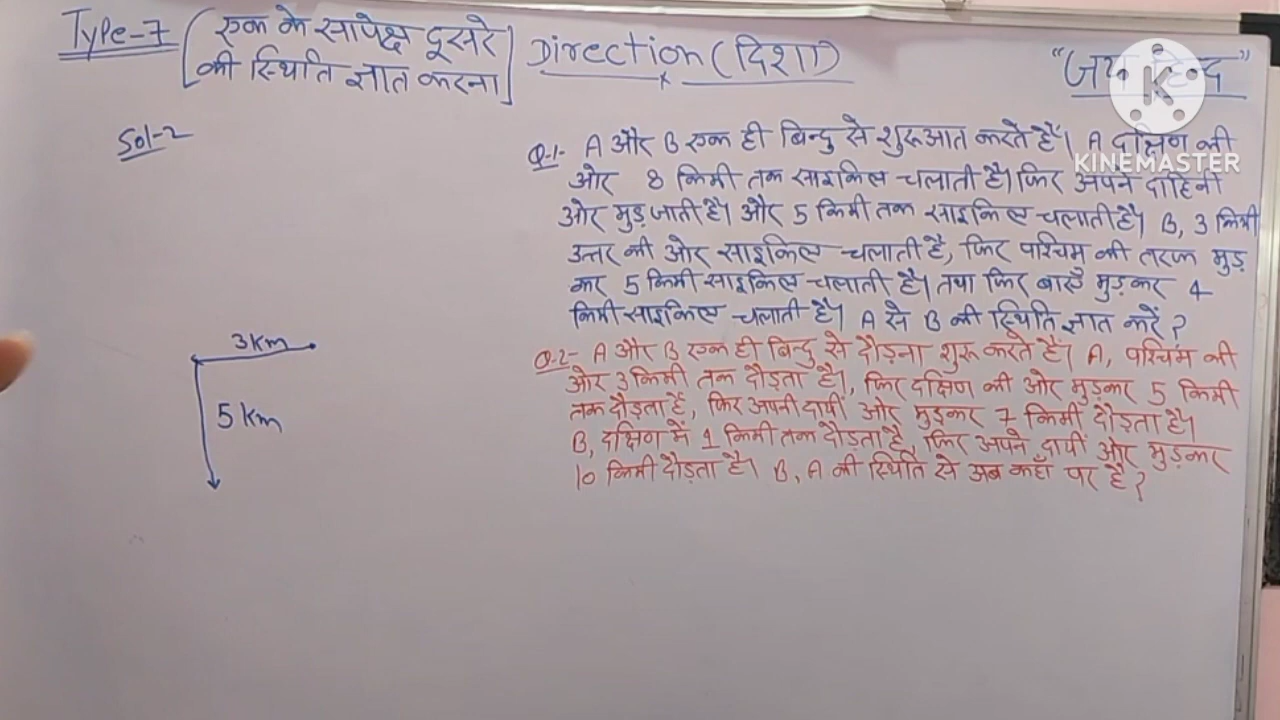 Type-7 (एक के सापेक्ष दूसरे
की स्थिति ज्ञात करना)
Direction (दिशा)
"जय हिन्द"
K
KINEMASTER
Sol-2
Q-1- A और B एक ही बिन्दु से शुरूआत करते हैं। A दक्षिण की
ओर 8 किमी तक साइकिल चलाती है। फिर अपने दाहिनी
ओर मुड़ जाती है। और 5 किमी तक साइकिल चलाती है। B, 3 किमी
उत्तर की ओर साइकिल चलाती है, फिर पश्चिम की तरफ मुड़
कर 5 किमी साइकिल चलाती है। तथा फिर बाएँ मुड़कर 4
किमी साइकिल चलाती है। A से B की स्थिति ज्ञात करें?
Q-2- A और B एक ही बिन्दु से दौड़ना शुरू करते हैं। A, पश्चिम की
ओर 3 किमी तक दौड़ता है, फिर दक्षिण की ओर मुड़कर 5 किमी
तक दौड़ता है, फिर अपनी दायीं ओर मुड़कर 7 किमी दौड़ता है।
B, दक्षिण में 1 किमी तक दौड़ता है, फिर अपने दायीं ओर मुड़कर
10 किमी दौड़ता है। B, A की स्थिति से अब कहाँ पर है?
3 Km
5 Km